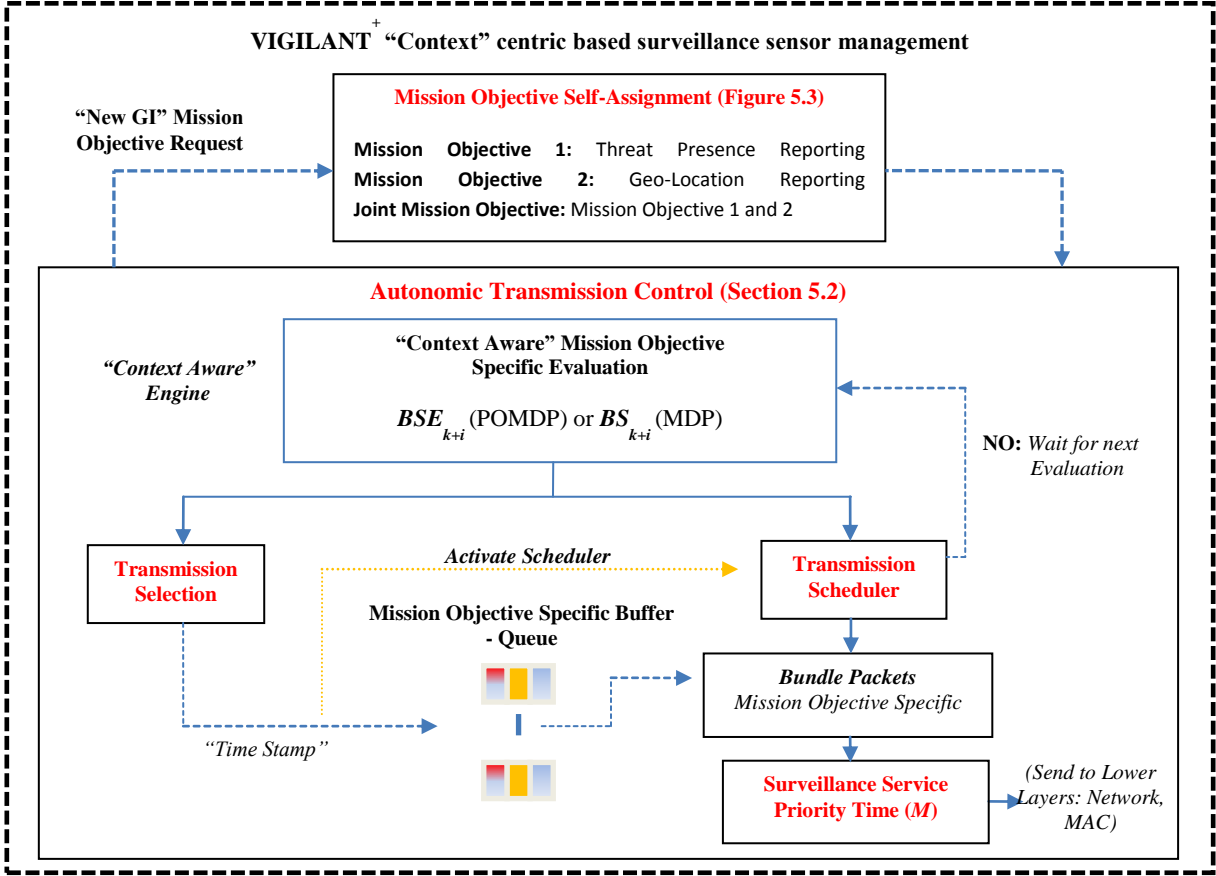 VIGILANT+ “Context” centric based surveillance sensor management
Mission Objective Self-Assignment (Figure 5.3)
“New GI” Mission
Objective Request
Mission Objective 1: Threat Presence Reporting
Mission Objective 2: Geo-Location Reporting
Joint Mission Objective: Mission Objective 1 and 2
Autonomic Transmission Control (Section 5.2)
“Context Aware” Mission Objective
Specific Evaluation
“Context Aware”
Engine
BSE k+i (POMDP) or BS k+i (MDP)
NO: Wait for next
Evaluation
Transmission
Selection
Activate Scheduler
Transmission
Scheduler
Mission Objective Specific Buffer
- Queue
Bundle Packets
Mission Objective Specific
“Time Stamp”
Surveillance Service
Priority Time (M)
(Send to Lower
Layers: Network,
MAC)